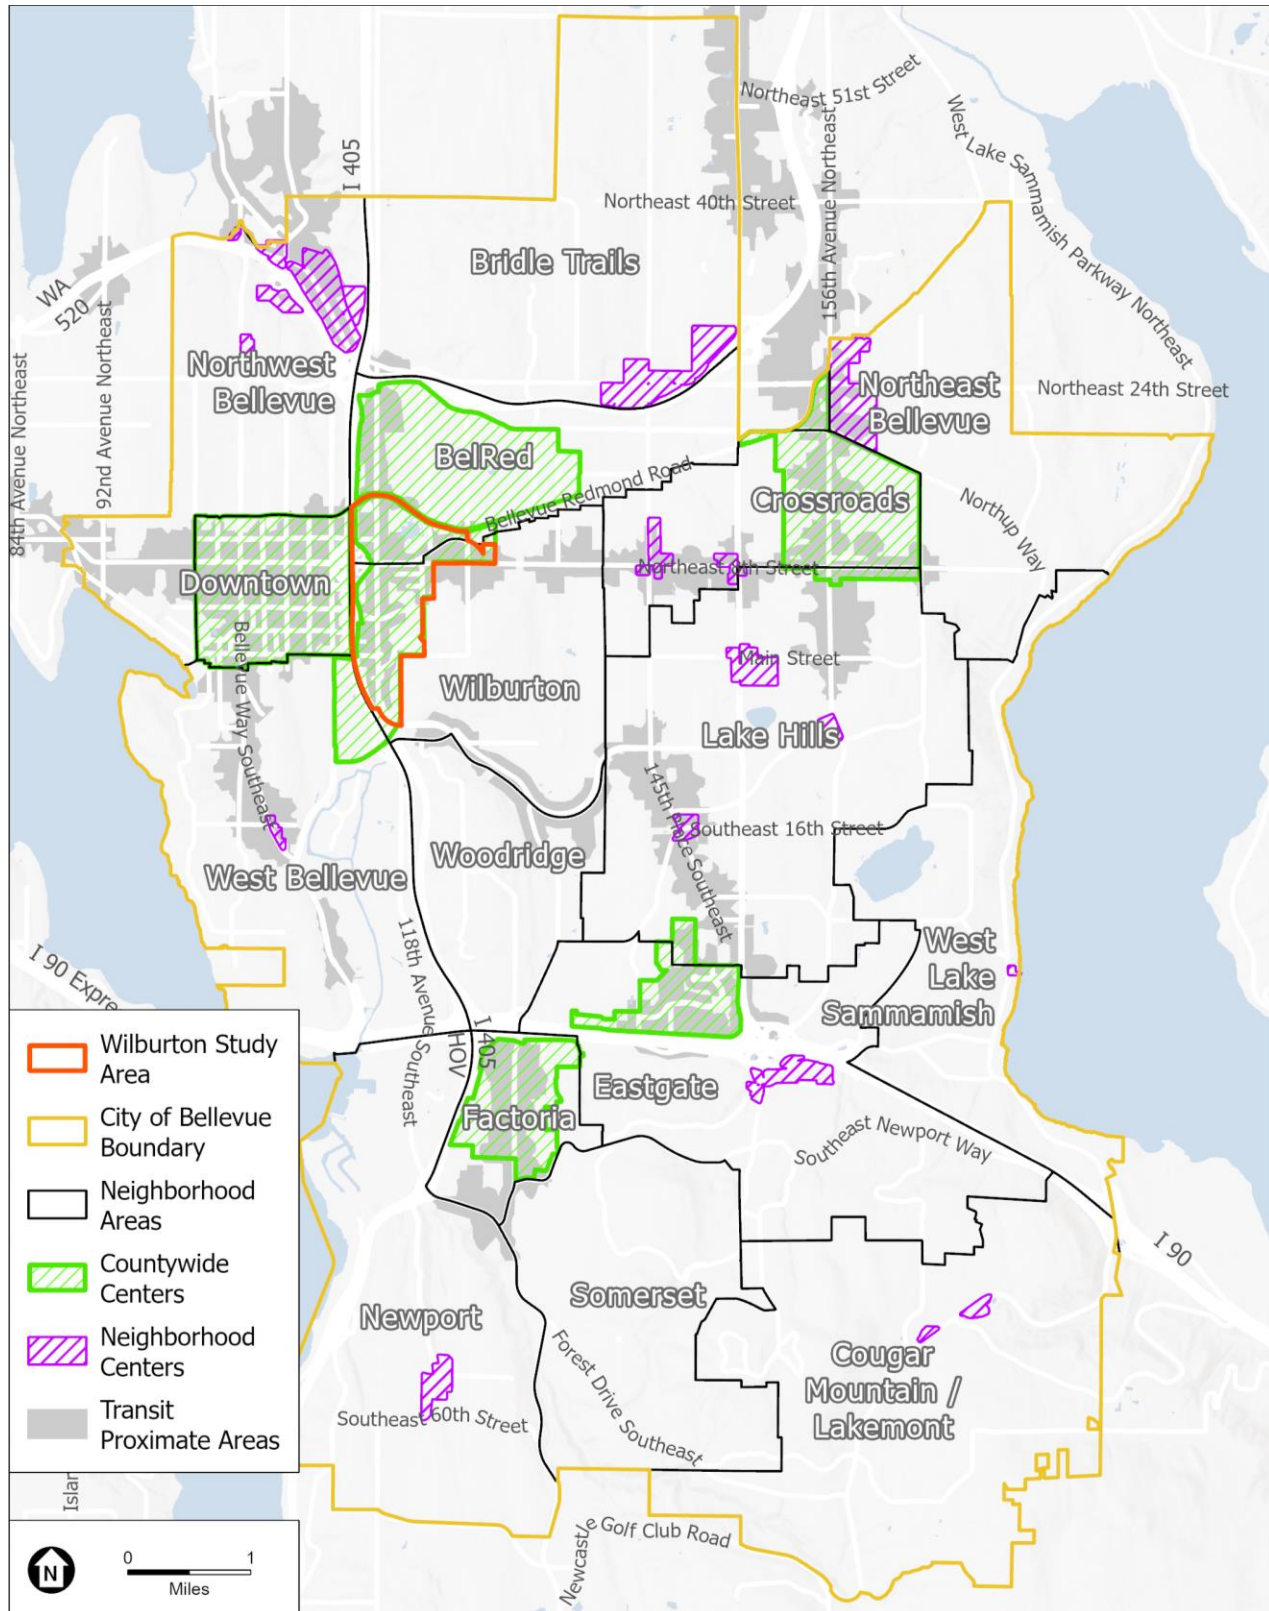 Northeast 51st Street
West Lake Sammamish Parkway Northeast
I 405
Northeast 40th Street
156th Avenue Northeast
Bridle Trails
WA
520
84th Avenue Northeast
92nd Avenue Northeast
Northwest
Bellevue
Northeast
Bellevue
Northeast 24th Street
BelRed
Bellevue Redmond Road
Crossroads
Northup Way
Downtown
Northeast 8th Street
Bellevue Way Southeast
Main Street
Wilburton
Lake Hills
145th Place Southeast
Southeast 16th Street
Woodridge
West Bellevue
118th Avenue Southeast
West
Lake
Sammamish
I 90 Expre
I 405
HOV
Eastgate
Factoria
Southeast Newport Way
I 90
Somerset
Newport
Forest Drive Southeast
Cougar
Mountain /
Lakemont
Southeast 60th Street
Newcastle Golf Club Road
Islan
Wilburton Study
Area
City of Bellevue
Boundary
Neighborhood
Areas
Countywide
Centers
Neighborhood
Centers
Transit
Proximate Areas
N
0 1
Miles